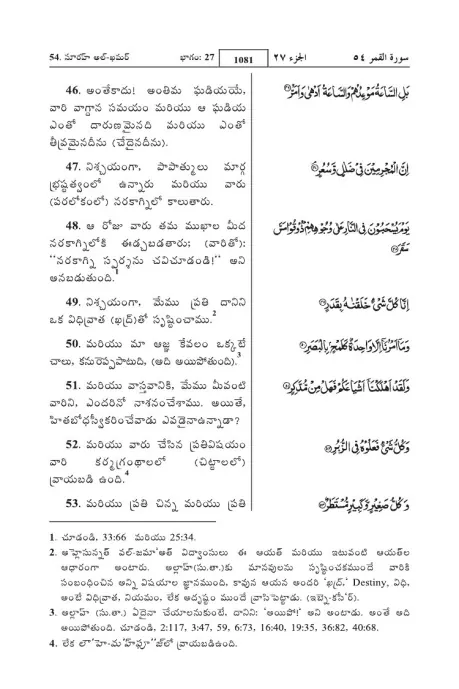 54. సూరహ్ అల్-ఖమర్ భాగం: 27 1081 الجزء ٢٧ سورة القمر ٥٤
46. అంతేకాదు! అంతిమ ఘడియయే,
వారి వాగ్దాన సమయం మరియు ఆ ఘడియ
ఎంతో దారుణమైనది మరియు ఎంతో
తీవ్రమైనదీను (చేదైనదీను).
بَلِ السَّاعَةُ مَوْعِدُهُمْ وَالسَّاعَةُ أَدْهَىٰ وَأَمَرُّ
47. నిశ్చయంగా, పాపాత్ములు మార్గ
భ్రష్టత్వంలో ఉన్నారు మరియు వారు
(పరలోకంలో) నరకాగ్నిలో కాలుతారు.
إِنَّ الْمُجْرِمِينَ فِي ضَلَٰلٍ وَسُعُرٍ
48. ఆ రోజు వారు తమ ముఖాల మీద
నరకాగ్నిలోకి ఈడ్చబడతారు; (వారితో):
''నరకాగ్ని స్పర్శను చవిచూడండి!'' అని
అనబడుతుంది.1
يَوْمَ يُسْحَبُونَ فِي النَّارِ عَلَىٰ وُجُوهِهِمْ ذُوقُوا مَسَّ
سَقَرَ
49. నిశ్చయంగా, మేము ప్రతి దానిని
ఒక విధివ్రాత (ఖద్ర్)తో సృష్టించాము.2
إِنَّا كُلَّ شَيْءٍ خَلَقْنَٰهُ بِقَدَرٍ
50. మరియు మా ఆజ్ఞ కేవలం ఒక్కటే
చాలు, కనురెప్పపాటుది, (అది అయిపోతుంది).3
وَمَا أَمْرُنَا إِلَّا وَاحِدَةٌ كَلَمْحٍ بِالْبَصَرِ
51. మరియు వాస్తవానికి, మేము మీవంటి
వారిని, ఎందరినో నాశనంచేశాము. అయితే,
హితబోధస్వీకరించేవాడు ఎవడైనాఉన్నాడా?
وَلَقَدْ أَهْلَكْنَا أَشْيَاعَكُمْ فَهَلْ مِنْ مُدَّكِرٍ
52. మరియు వారు చేసిన ప్రతివిషయం
వారి కర్మగ్రంథాలలో (చిట్ఠాలలో)
వ్రాయబడి ఉంది.4
وَكُلُّ شَيْءٍ فَعَلُوهُ فِي الزُّبُرِ
53. మరియు ప్రతి చిన్న మరియు ప్రతి
وَكُلُّ صَغِيرٍ وَكَبِيرٍ مُسْتَطَرٌ
1. చూడండి, 33:66 మరియు 25:34.
2. అహ్లెసున్నత్ వల్-జమా'అత్ విద్వాంసులు ఈ ఆయత్ మరియు ఇటువంటి ఆయత్‌ల
ఆధారంగా అంటారు. అల్లాహ్(సు.తా.)కు మానవులను సృష్టించకముందే వారికి
సంబంధించిన అన్ని విషయాల జ్ఞానముంది, కావున ఆయన అందరి 'ఖద్ర్,' Destiny, విధి,
అంటే విధివ్రాత, నియమం, లేక అదృష్టం ముందే వ్రాసిపెట్టాడు. (ఇబ్నె-కసీ'ర్).
3. అల్లాహ్ (సు.తా.) ఏదైనా చేయాలనుకుంటే, దానిని: 'అయిపో!' అని అంటాడు. అంతే అది
అయిపోతుంది. చూడండి, 2:117, 3:47, 59, 6:73, 16:40, 19:35, 36:82, 40:68.
4. లేక లౌ'హె-మ'హ్‌ఫూ''జ్‌లో వ్రాయబడిఉంది.